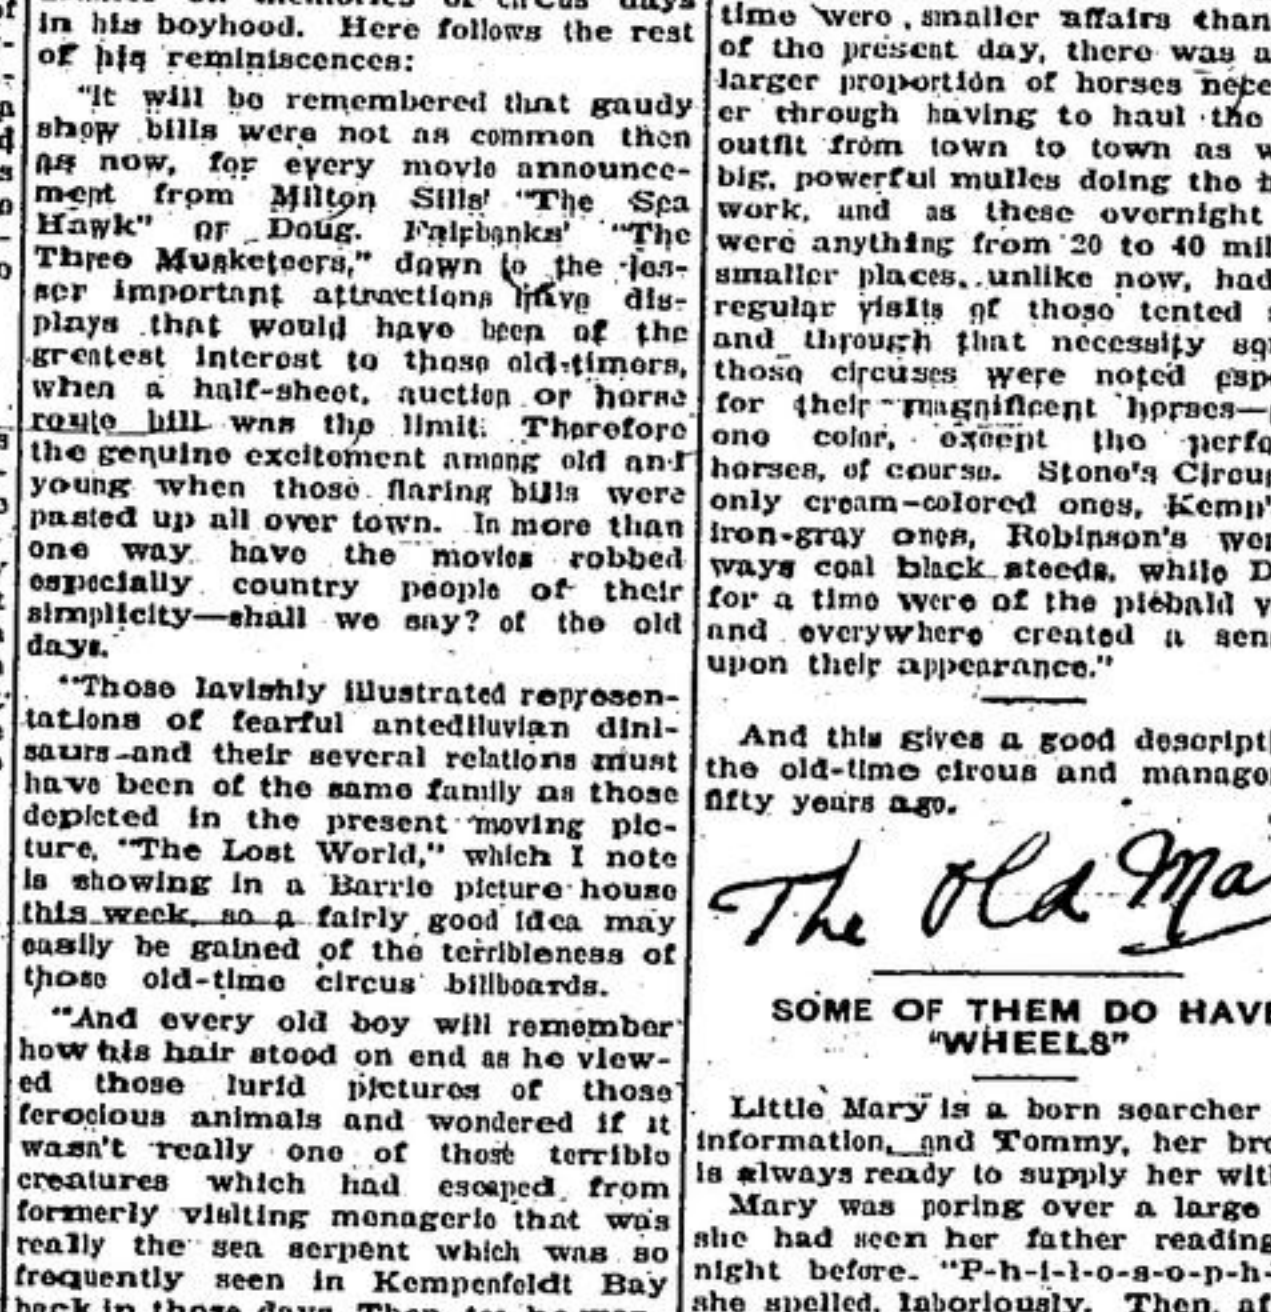 in his boyhood. Here follows the rest
of his reminiscences:
"It will be remembered that gaudy
show bills were not as common then
as now, for every movie announce-
ment from Milton Sills' "The Sea
Hawk" or Doug. Fairbanks' "The
Three Musketeers," down to the les-
ser important attractions have dis-
plays that would have been of the
greatest interest to those old-timers,
when a half-sheet, auction or horse
route bill was the limit. Therefore
the genuine excitement among old and
young when those flaring bills were
pasted up all over town. In more than
one way have the movies robbed
especially country people of their
simplicity—shall we say? of the old
days.
"Those lavishly illustrated represen-
tations of fearful antediluvian dini-
saurs and their several relations must
have been of the same family as those
depicted in the present moving pic-
ture, "The Lost World," which I note
is showing in a Barrie picture house
this week, so a fairly good idea may
easily be gained of the terribleness of
those old-time circus billboards.
"And every old boy will remember
how his hair stood on end as he view-
ed those lurid pictures of those
ferocious animals and wondered if it
wasn't really one of those terrible
creatures which had escaped from
formerly visiting menagerie that was
really the sea serpent which was so
frequently seen in Kempenfeldt Bay
back in those days. Then
time were smaller affairs than
of the present day, there was a
larger proportion of horses
er through having to haul the
outfit from town to town as
big, powerful mulles doing the
work, and as these overnight
were anything from 20 to 40
smaller places, unlike now, had
regular visits of those tented
and through that necessity
those circuses were noted
for their magnificent horses—
one color, except the
horses, of course. Stone's
only cream-colored ones, Kemp's
iron-gray ones, Robinson's
ways coal black steeds, while
for a time were of the piebald
and everywhere created a
upon their appearance."
And this gives a good
the old-time circus and
fifty years ago.
The Old Ma
SOME OF THEM DO HAVE
"WHEELS"
Little Mary is a born searcher
information, and Tommy, her
is always ready to supply her
Mary was poring over a large
she had seen her father reading
night before. "P-h-i-l-o-s-o-p-h-
she spelled, laboriously. Then